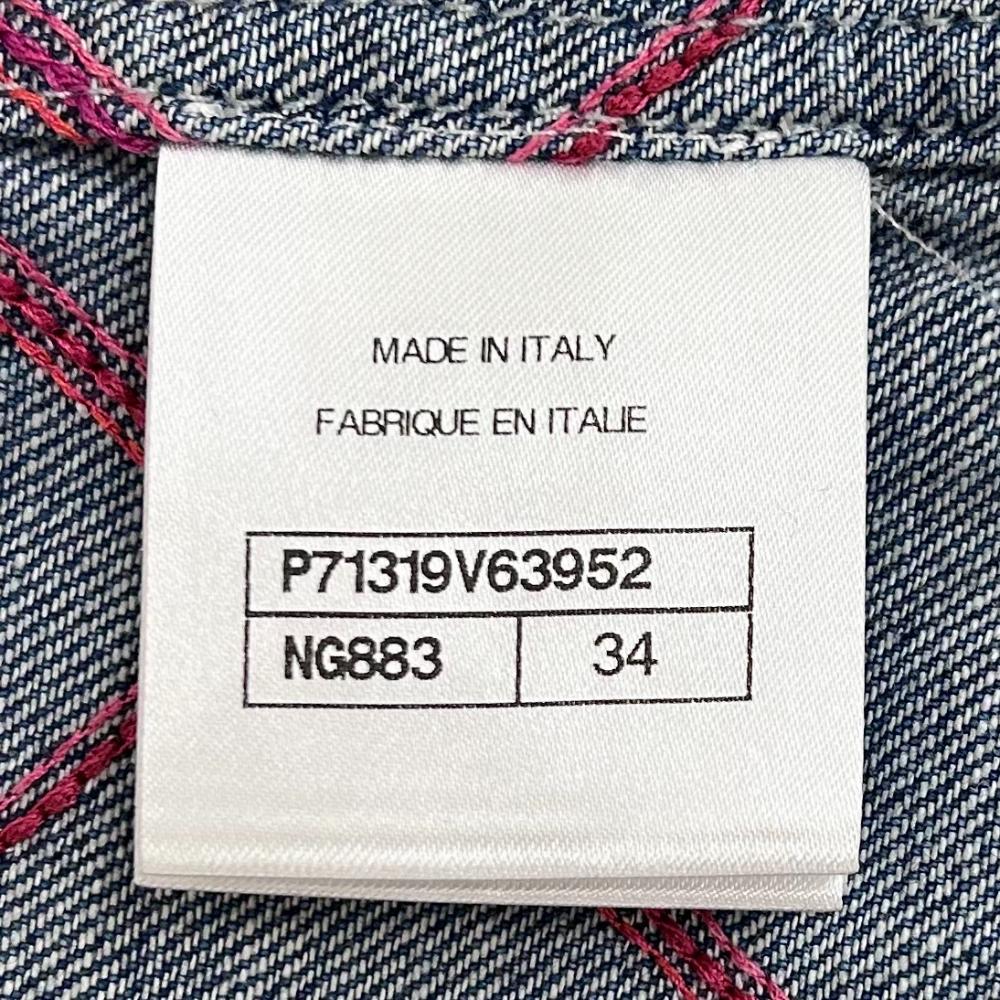 MADE IN ITALY
FABRIQUE EN ITALIE
P71319V63952
NG883 34